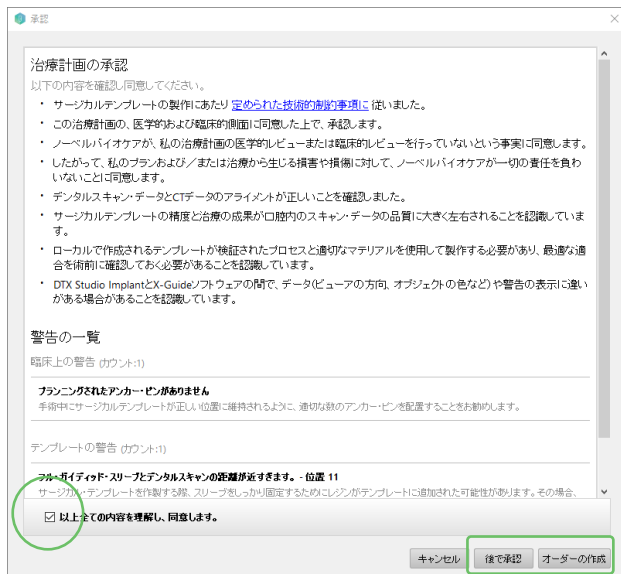 承認
治療計画の承認
以下の内容を確認し同意してください。
・ サージカルテンプレートの製作にあたり 定められた技術的制約事項に 従いました。
・ この治療計画の、医学的および臨床的側面に同意した上で、承認します。
・ ノーベルバイオケアが、私の治療計画の医学的レビューまたは臨床的レビューを行っていないという事実に同意します。
・ したがって、私のプランおよび／または治療から生じる損害や損傷に対して、ノーベルバイオケアが一切の責任を負わ
ないことに同意します。
・ デンタルスキャン・データとCTデータのアライメントが正しいことを確認しました。
・ サージカルテンプレートの精度と治療の成果が口腔内のスキャン・データの品質に大きく左右されることを認識していま
す。
・ ローカルで作成されるテンプレートが検証されたプロセスと適切なマテリアルを使用して製作する必要があり、最適な適
合を術前に確認しておく必要があることを認識しています。
・ DTX Studio ImplantとX-Guideソフトウェアの間で、データ(ビューアの方向、オブジェクトの色など)や警告の表示に違い
がある場合があることを認識しています。
警告の一覧
臨床上の警告 (カウント:1)
プランニングされたアンカー・ピンがありません
手術中にサージカルテンプレートが正しい位置に維持されるように、適切な数のアンカー・ピンを配置することをお勧めします。
テンプレートの警告 (カウント:1)
フル・ガイディッド・スリーブとデンタルスキャンの距離が近すぎます。 - 位置 11
サージカル・テンプレートを作製する際、スリーブをしっかり固定するためにレジンがテンプレートに追加された可能性があります。その場合、
以上全ての内容を理解し、同意します。
キャンセル 後で承認 オーダーの作成